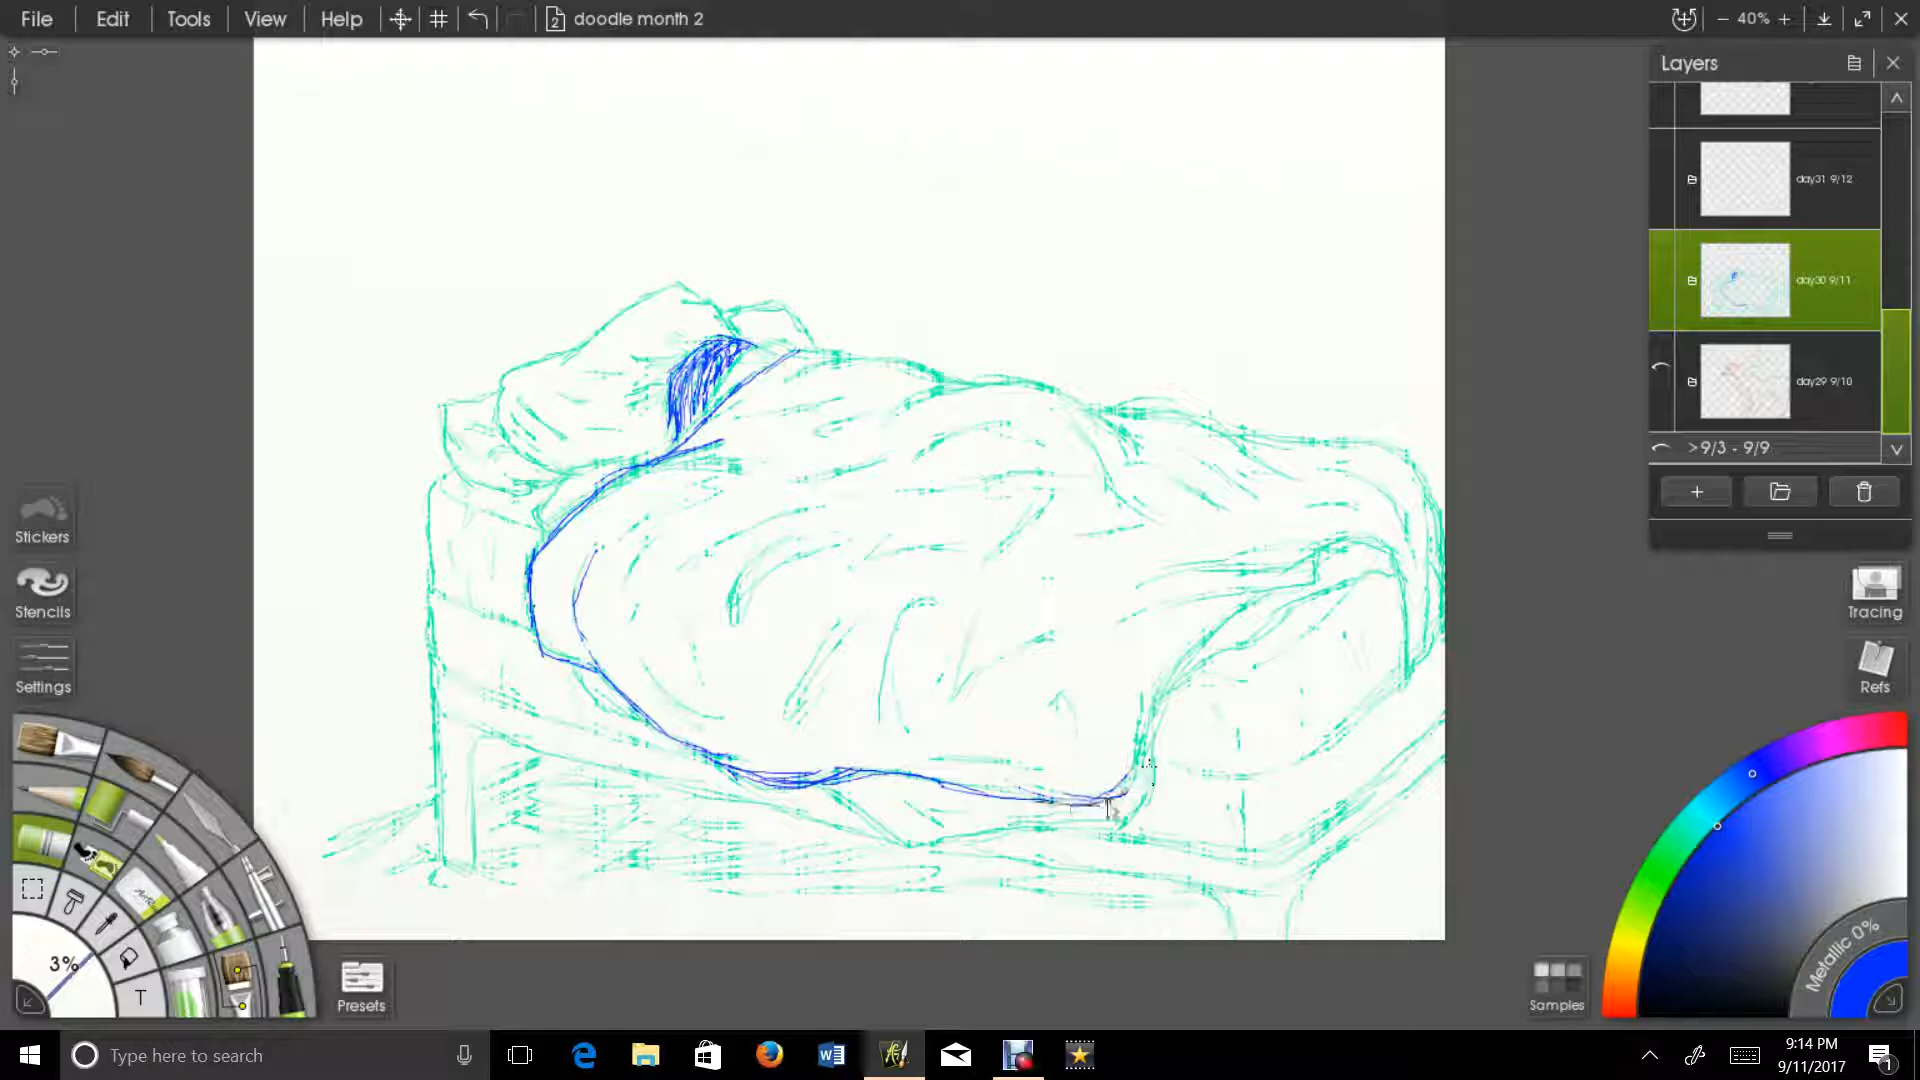 File
Edit
Tools
View
Help
2
doodle month 2
40%
Layers
day31 9/12
day30 9/11
day29 9/10
>9/3 - 9/9
Stickers
Stencils
Settings
Tracing
Refs
3%
T
Presets
Samples
Metallic 0%
Type here to search
9:14 PM
9/11/2017
1